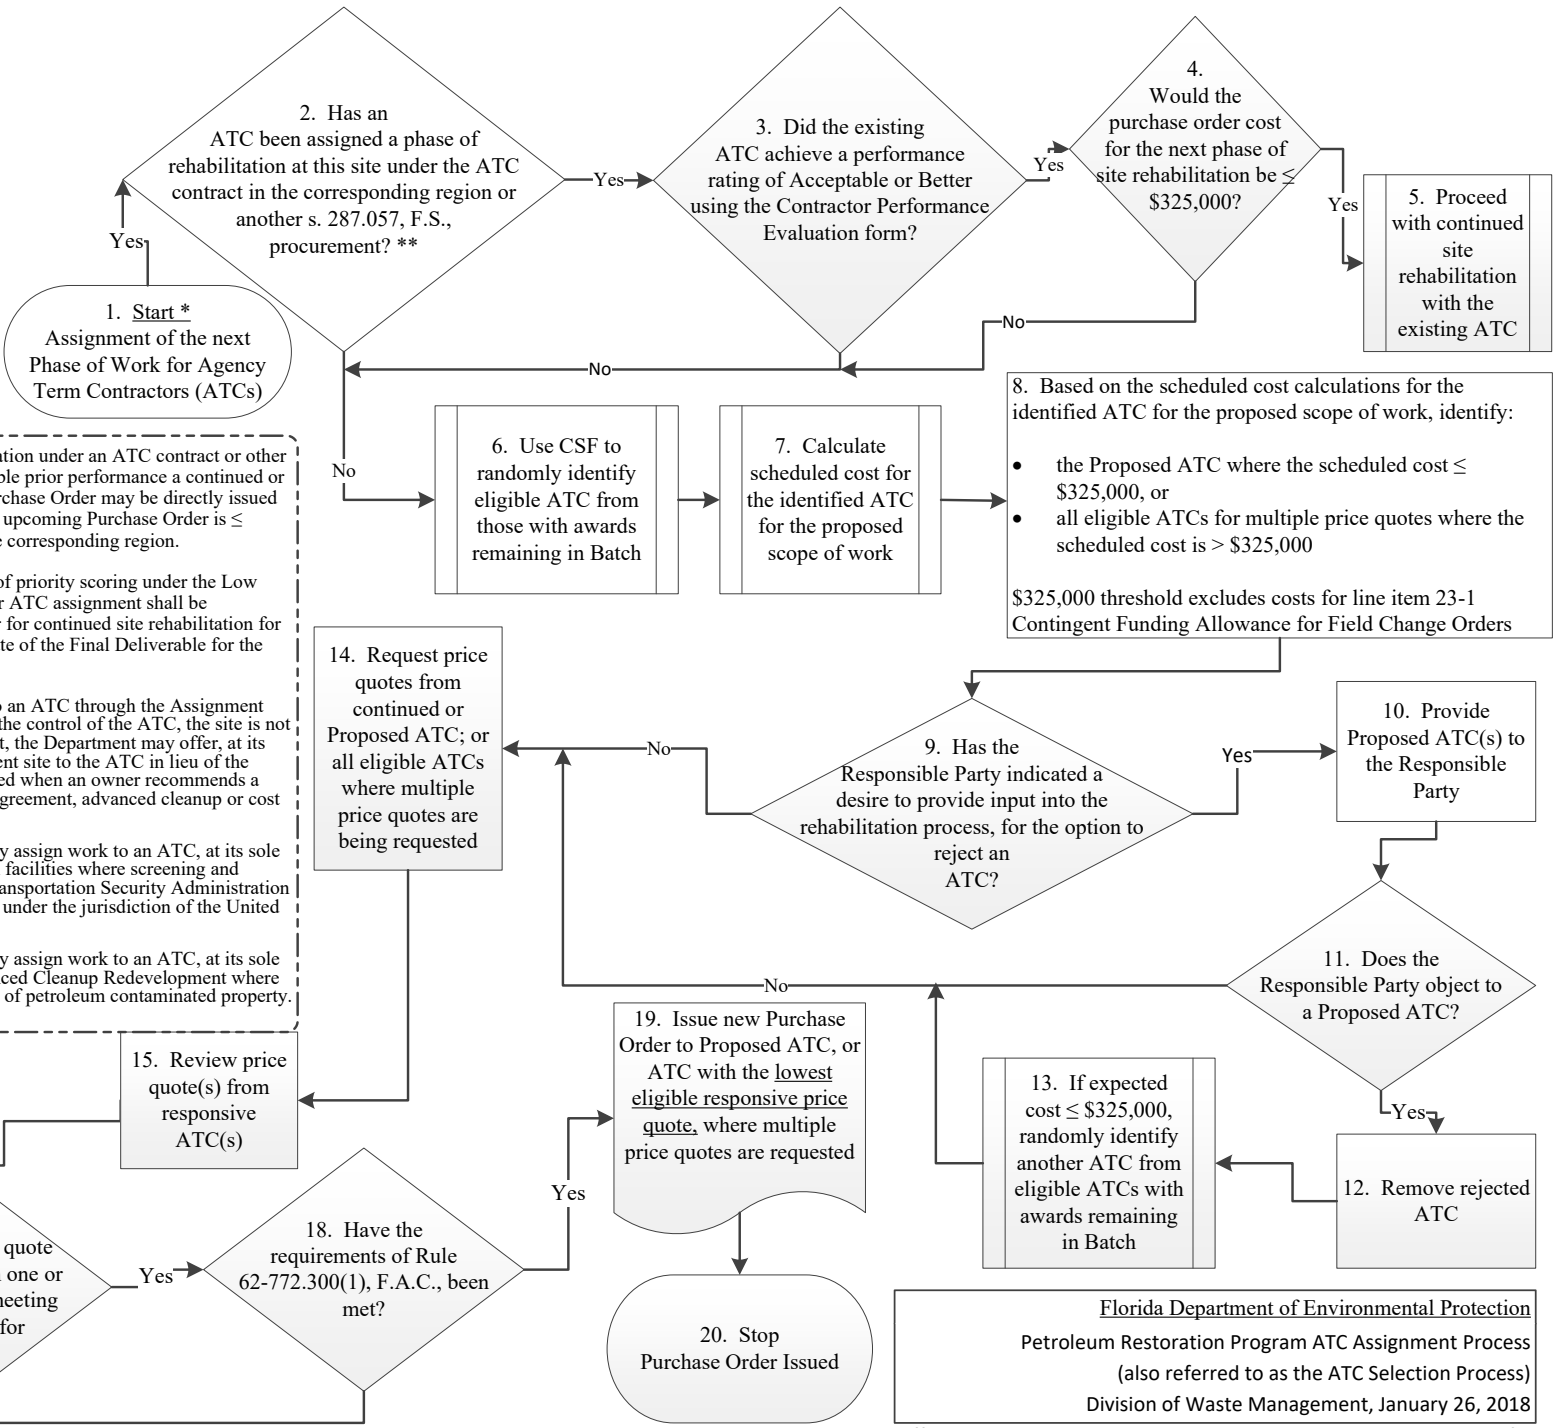 2. Has an
ATC been assigned a phase of
rehabilitation at this site under the ATC
contract in the corresponding region or
another s. 287.057, F.S.,
procurement? **
Yes
3. Did the existing
ATC achieve a performance
rating of Acceptable or Better
using the Contractor Performance
Evaluation form?
Yes
4.
Would the
purchase order cost
for the next phase of
site rehabilitation be ≤
$325,000?
Yes
5. Proceed
with continued
site
rehabilitation
with the
existing ATC
Yes
1. Start *
Assignment of the next
Phase of Work for Agency
Term Contractors (ATCs)
No
No
No
6. Use CSF to
randomly identify
eligible ATC from
those with awards
remaining in Batch
7. Calculate
scheduled cost for
the identified ATC
for the proposed
scope of work
8. Based on the scheduled cost calculations for the
identified ATC for the proposed scope of work, identify:
• the Proposed ATC where the scheduled cost ≤
$325,000, or
• all eligible ATCs for multiple price quotes where the
scheduled cost is > $325,000
$325,000 threshold excludes costs for line item 23-1
Contingent Funding Allowance for Field Change Orders
ation under an ATC contract or other
ble prior performance a continued or
rchase Order may be directly issued
upcoming Purchase Order is ≤
e corresponding region.
of priority scoring under the Low
r ATC assignment shall be
r for continued site rehabilitation for
te of the Final Deliverable for the
o an ATC through the Assignment
the control of the ATC, the site is not
t, the Department may offer, at its
ent site to the ATC in lieu of the
ed when an owner recommends a
greement, advanced cleanup or cost
y assign work to an ATC, at its sole
facilities where screening and
ansportation Security Administration
under the jurisdiction of the United
y assign work to an ATC, at its sole
ced Cleanup Redevelopment where
of petroleum contaminated property.
14. Request price
quotes from
continued or
Proposed ATC; or
all eligible ATCs
where multiple
price quotes are
being requested
No
9. Has the
Responsible Party indicated a
desire to provide input into the
rehabilitation process, for the option to
reject an
ATC?
Yes
10. Provide
Proposed ATC(s) to
the Responsible
Party
11. Does the
Responsible Party object to
a Proposed ATC?
No
Yes
12. Remove rejected
ATC
13. If expected
cost ≤ $325,000,
randomly identify
another ATC from
eligible ATCs with
awards remaining
in Batch
15. Review price
quote(s) from
responsive
ATC(s)
quote
n one or
neeting
for
Yes
18. Have the
requirements of Rule
62-772.300(1), F.A.C., been
met?
Yes
19. Issue new Purchase
Order to Proposed ATC, or
ATC with the lowest
eligible responsive price
quote, where multiple
price quotes are requested
20. Stop
Purchase Order Issued
Florida Department of Environmental Protection
Petroleum Restoration Program ATC Assignment Process
(also referred to as the ATC Selection Process)
Division of Waste Management, January 26, 2018